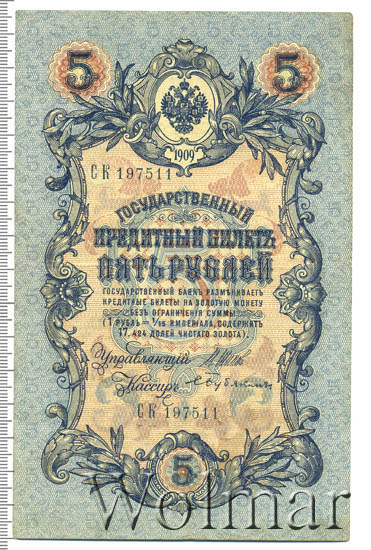 5 5
1909
СК 197511
ГОСУДАРСТВЕННЫЙ
КРЕДИТНЫЙ БИЛЕТЪ
ПЯТЬ РУБЛЕЙ
ГОСУДАРСТВЕННЫЙ БАНКЪ РАЗМѢНИВАЕТЪ
КРЕДИТНЫЕ БИЛЕТЫ НА ЗОЛОТУЮ МОНЕТУ
БЕЗЪ ОГРАНИЧЕНІЯ СУММЫ
(1 РУБЛЬ = 1/15 ИМПЕРІАЛА, СОДЕРЖИТЪ
17,424 ДОЛЕЙ ЧИСТАГО ЗОЛОТА).
Управляющій
Кассиръ
СК 197511
5
Wolmar